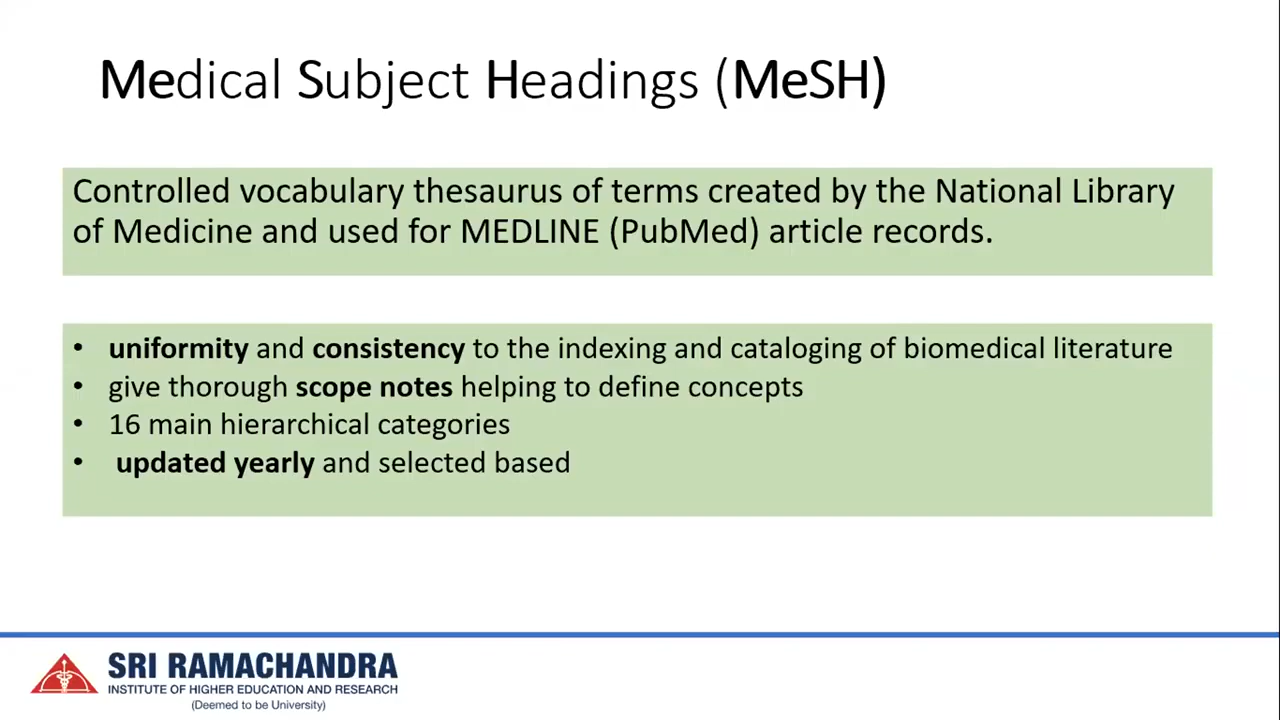 Medical Subject Headings (MeSH)
Controlled vocabulary thesaurus of terms created by the National Library
of Medicine and used for MEDLINE (PubMed) article records.
• uniformity and consistency to the indexing and cataloging of biomedical literature
• give thorough scope notes helping to define concepts
• 16 main hierarchical categories
• updated yearly and selected based
SRI RAMACHANDRA
INSTITUTE OF HIGHER EDUCATION AND RESEARCH
(Deemed to be University)